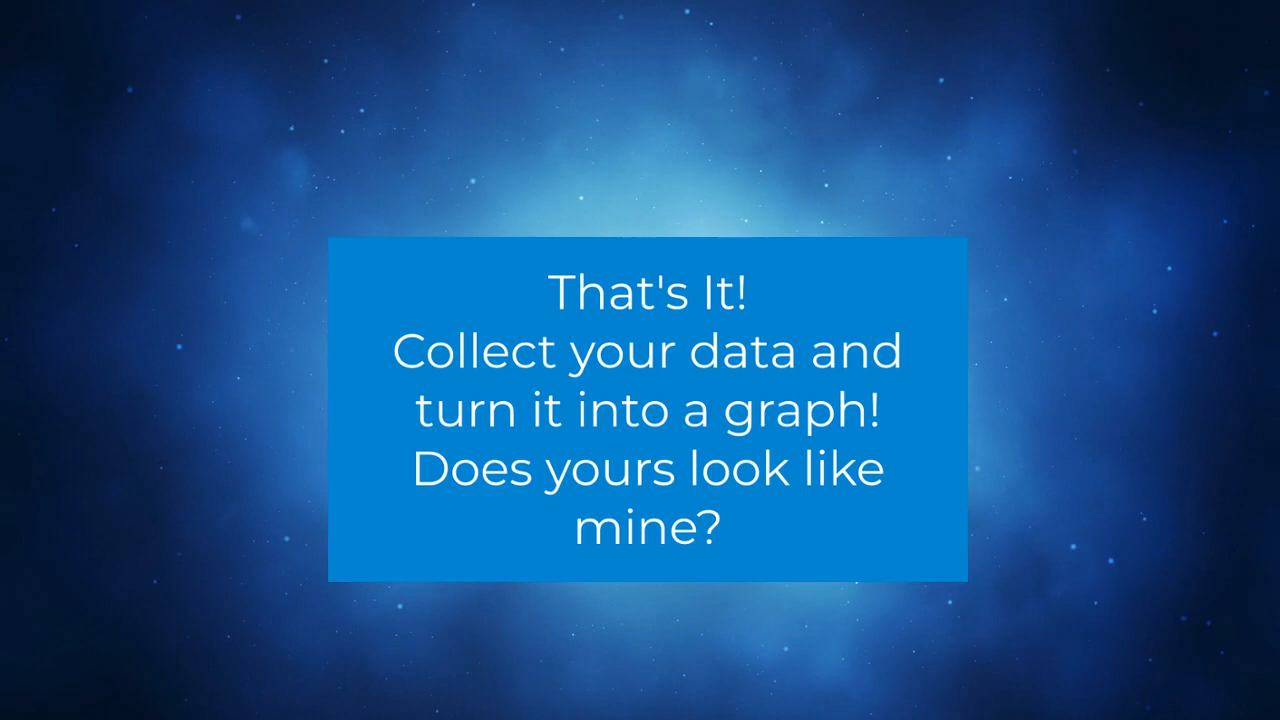 That's It!
Collect your data and
turn it into a graph!
Does yours look like
mine?